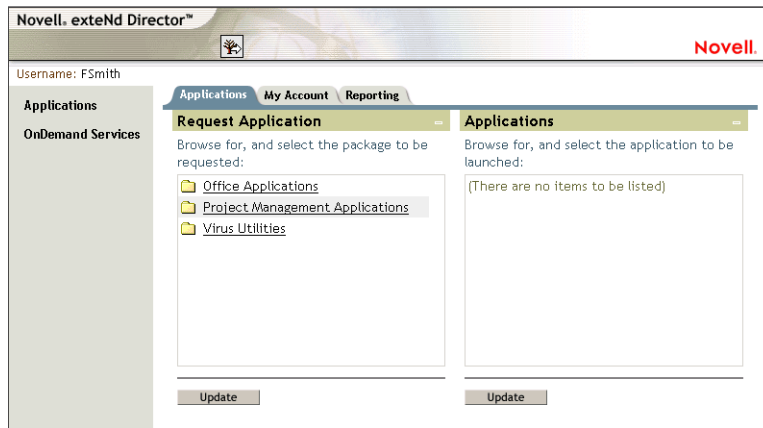 Novell® exteNd Director™
Novell.
Username: FSmith
Applications
OnDemand Services
Applications My Account Reporting
Request Application
Browse for, and select the package to be
requested:
Office Applications
Project Management Applications
Virus Utilities
Update
Applications
Browse for, and select the application to be
launched:
(There are no items to be listed)
Update